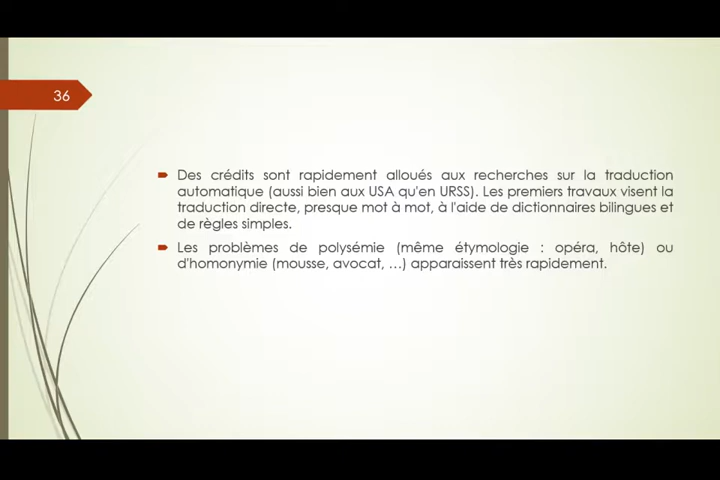 36
Des crédits sont rapidement alloués aux recherches sur la traduction
automatique (aussi bien aux USA qu'en URSS). Les premiers travaux visent la
traduction directe, presque mot à mot, à l'aide de dictionnaires bilingues et
de règles simples.
Les problèmes de polysémie (même étymologie : opéra, hôte) ou
d'homonymie (mousse, avocat, …) apparaissent très rapidement.